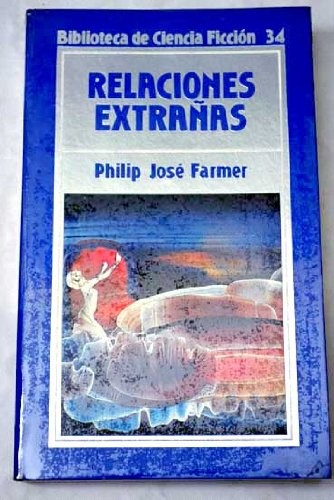 Biblioteca de Ciencia Ficción 34
RELACIONES
EXTRAÑAS
Philip José Farmer